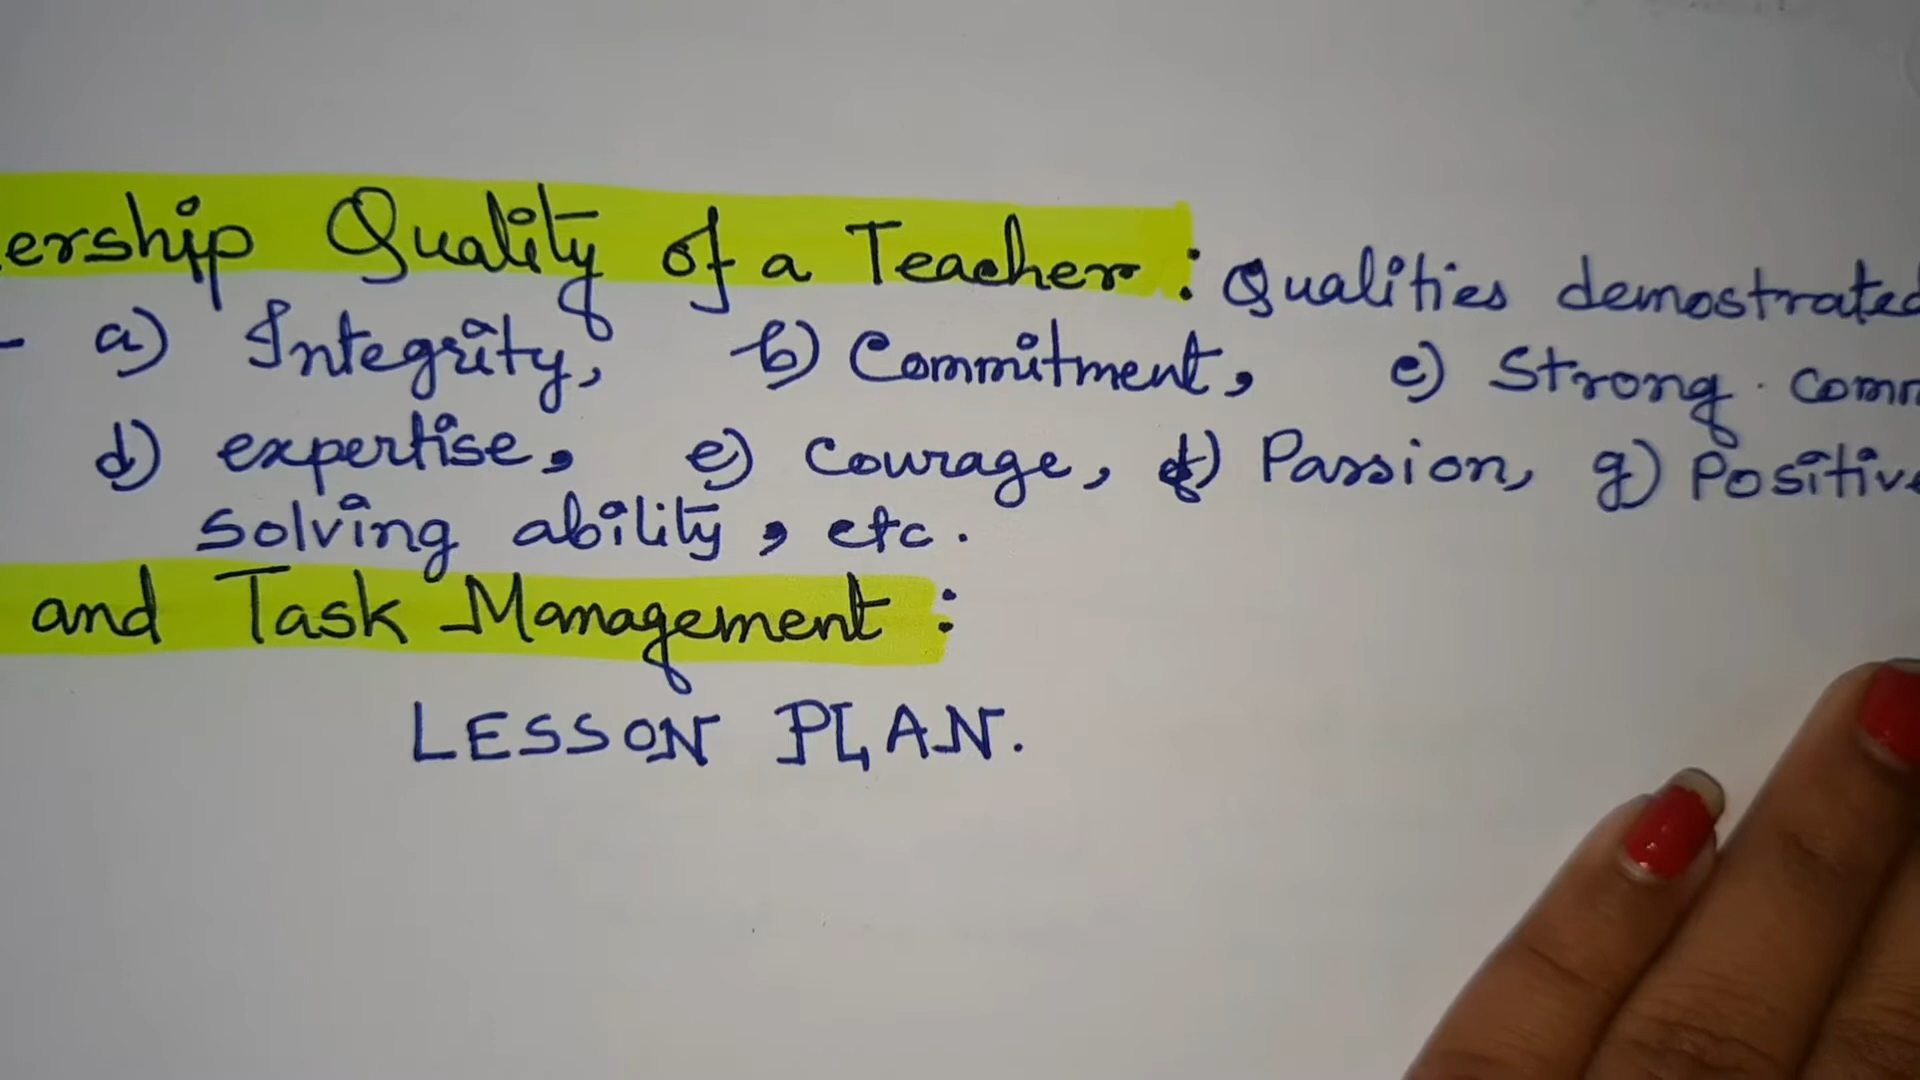 ership Quality of a Teacher : Qualities demostrated
- a) Integrity, b) Commitment, c) Strong comm
d) expertise, e) Courage, f) Passion, g) Positive
solving ability, etc.
and Task Management :
LESSON PLAN.